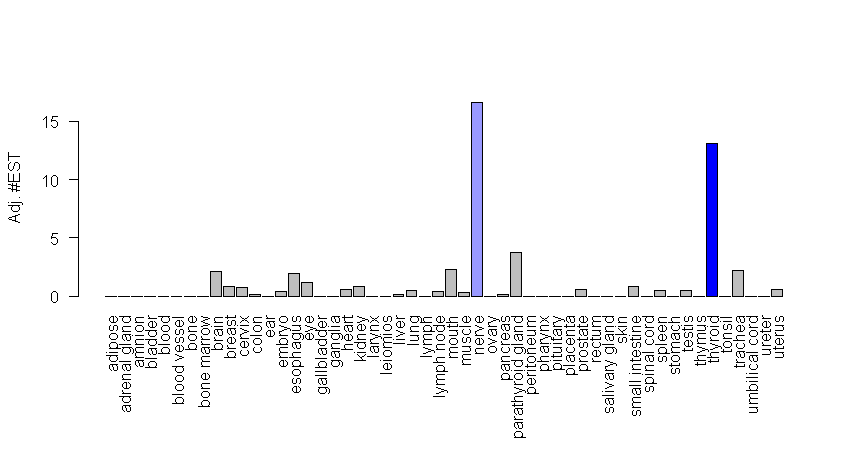 Adj. #EST
15
10
5
0
adipose
adrenal gland
amnion
bladder
blood
blood vessel
bone
bone marrow
brain
breast
cervix
colon
ear
embryo
esophagus
eye
gallbladder
ganglia
heart
kidney
larynx
leiomios
liver
lung
lymph
lymph node
mouth
muscle
nerve
ovary
pancreas
parathyroid gland
peritoneum
pharynx
pituitary
placenta
prostate
rectum
salivary gland
skin
small intestine
spinal cord
spleen
stomach
testis
thymus
thyroid
tonsil
trachea
umbilical cord
ureter
uterus